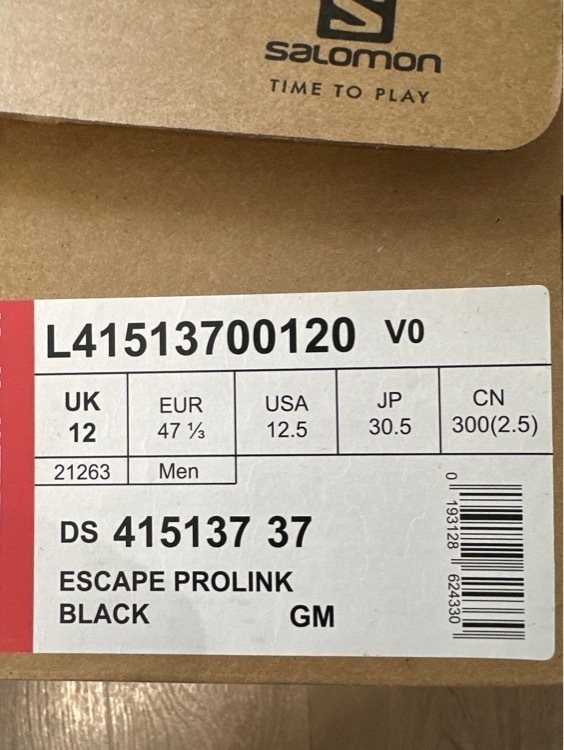 salomon
TIME TO PLAY
L41513700120 V0
UK EUR USA JP CN
12 47 ⅓ 12.5 30.5 300(2.5)
21263 Men
DS 415137 37
ESCAPE PROLINK
BLACK GM
0 193128 624330